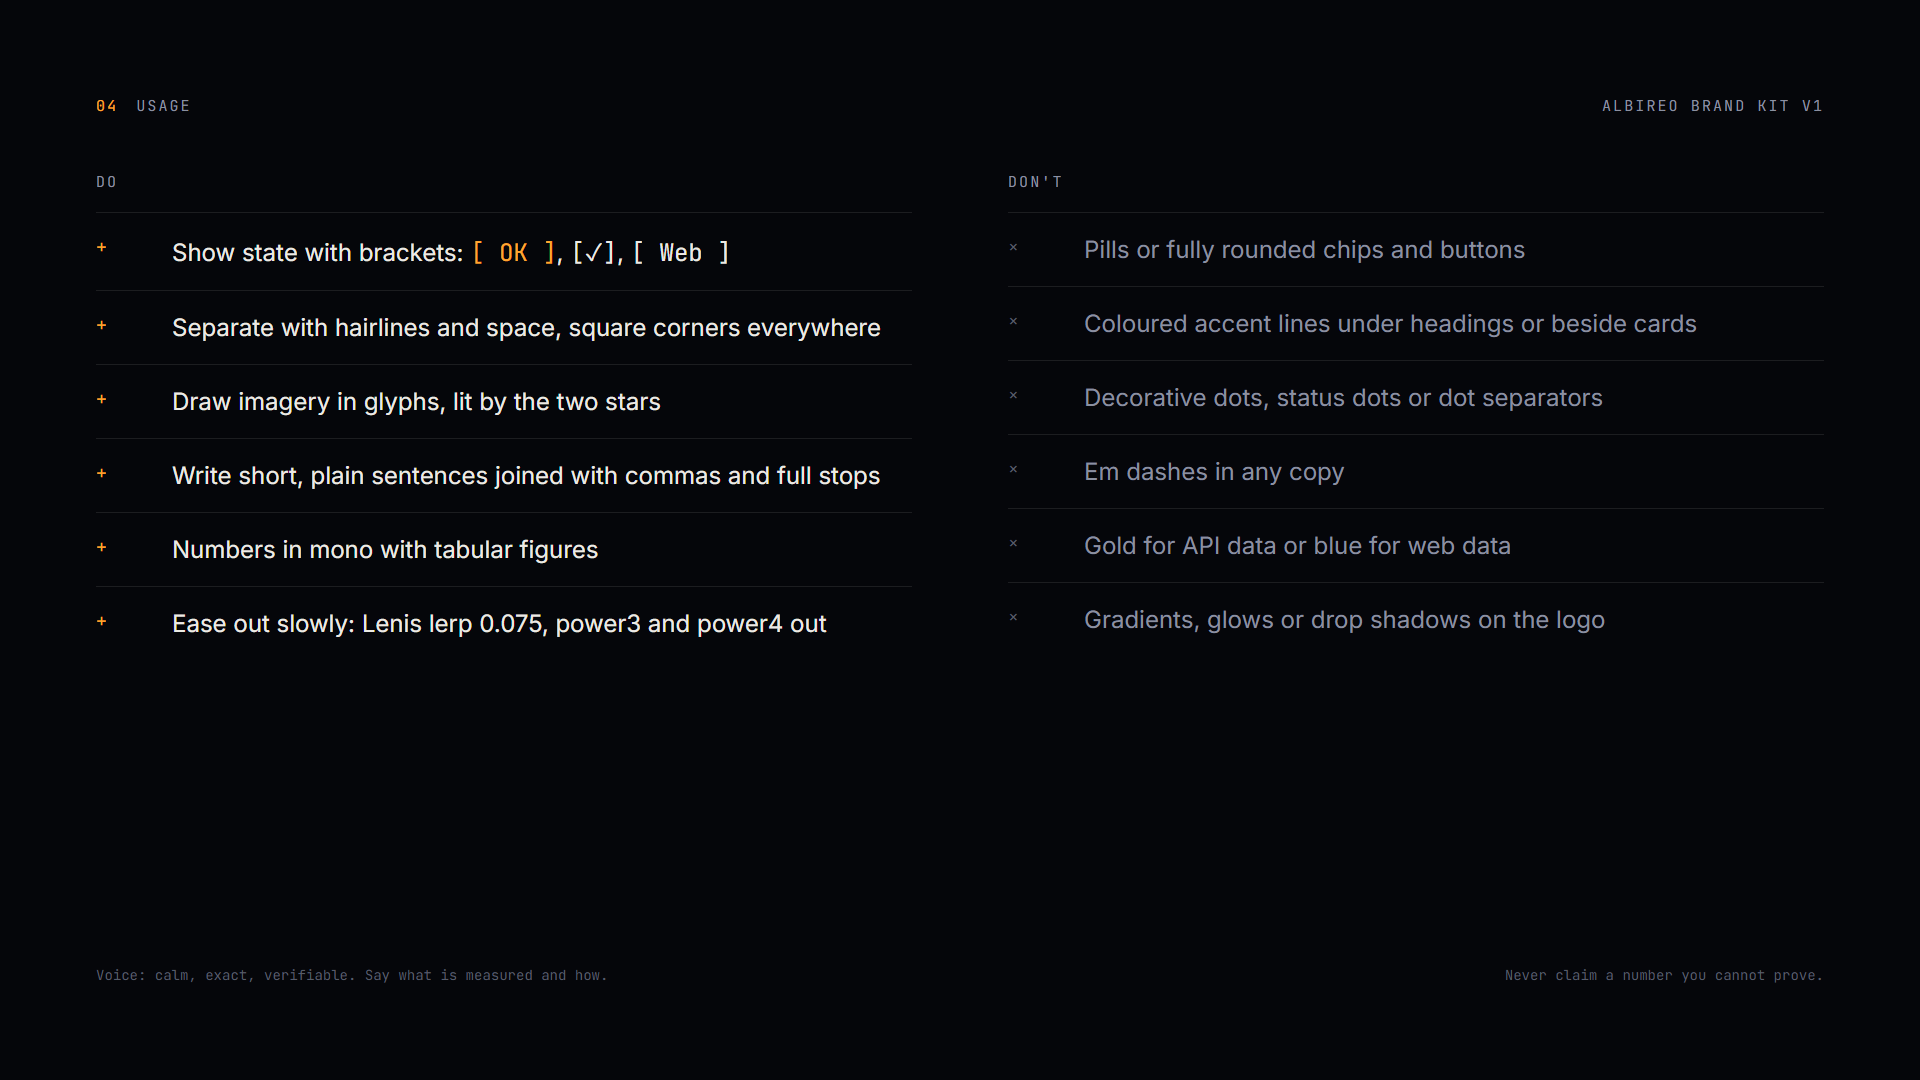 04 USAGE
ALBIREO BRAND KIT V1
DO
+ Show state with brackets: [ OK ], [✓], [ Web ]
+ Separate with hairlines and space, square corners everywhere
+ Draw imagery in glyphs, lit by the two stars
+ Write short, plain sentences joined with commas and full stops
+ Numbers in mono with tabular figures
+ Ease out slowly: Lenis lerp 0.075, power3 and power4 out
DON'T
× Pills or fully rounded chips and buttons
× Coloured accent lines under headings or beside cards
× Decorative dots, status dots or dot separators
× Em dashes in any copy
× Gold for API data or blue for web data
× Gradients, glows or drop shadows on the logo
Voice: calm, exact, verifiable. Say what is measured and how.
Never claim a number you cannot prove.